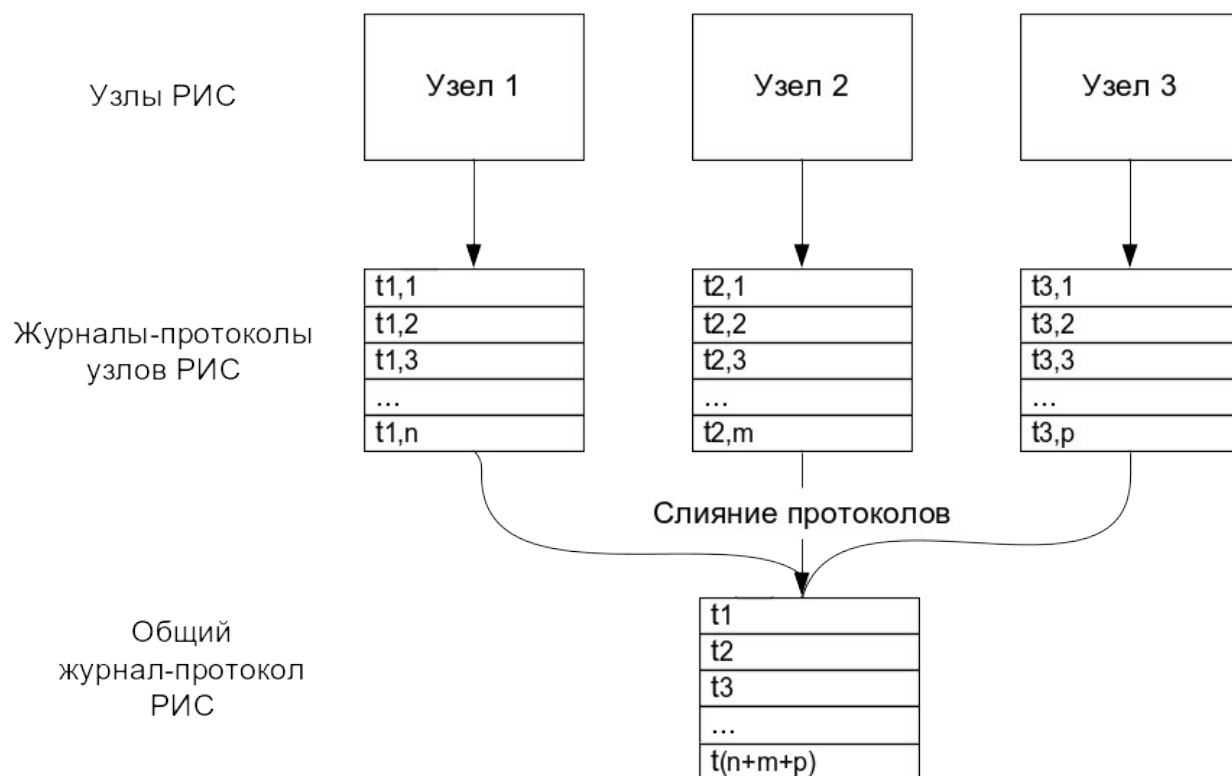 Узлы РИС
Узел 1
Узел 2
Узел 3
Журналы-протоколы
узлов РИС
t1,1
t1,2
t1,3
...
t1,n
t2,1
t2,2
t2,3
...
t2,m
t3,1
t3,2
t3,3
...
t3,p
Слияние протоколов
Общий
журнал-протокол
РИС
t1
t2
t3
...
t(n+m+p)